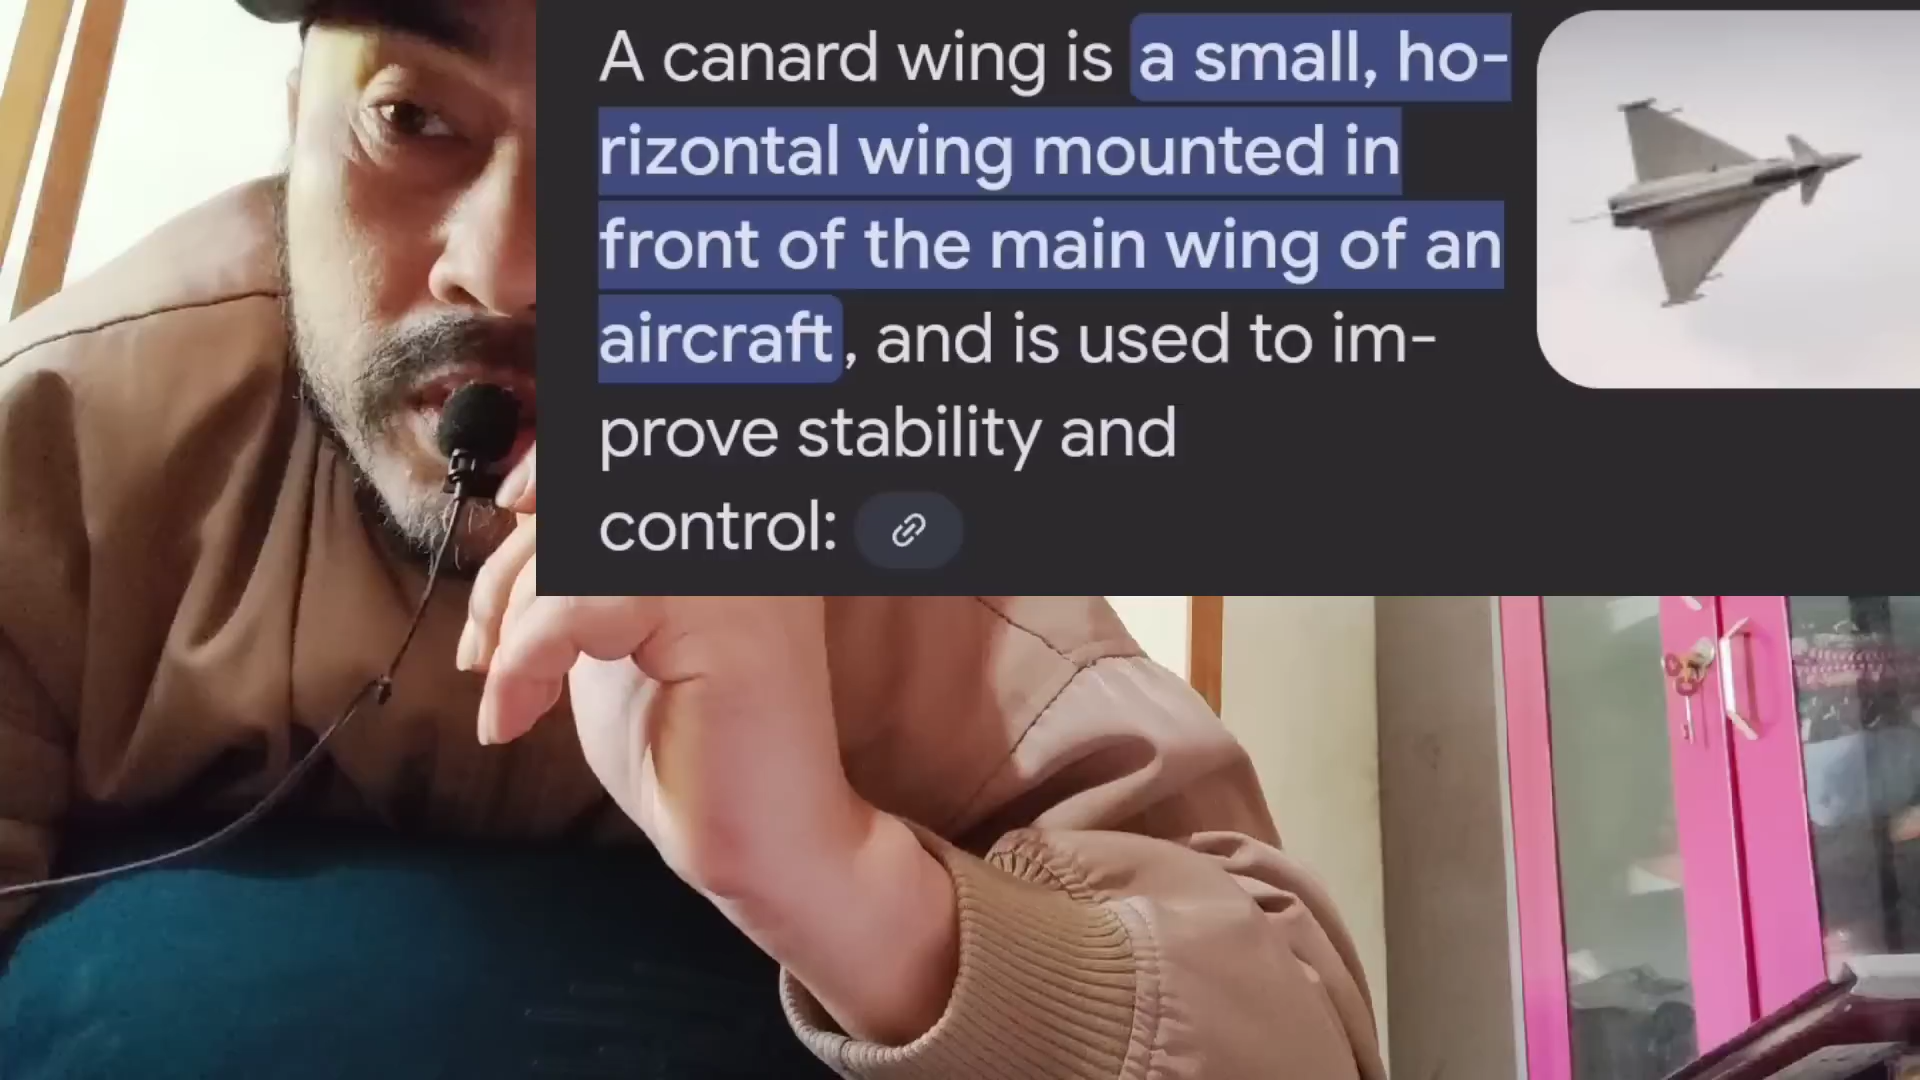 A canard wing is a small, ho-
rizontal wing mounted in
front of the main wing of an
aircraft, and is used to im-
prove stability and
control: